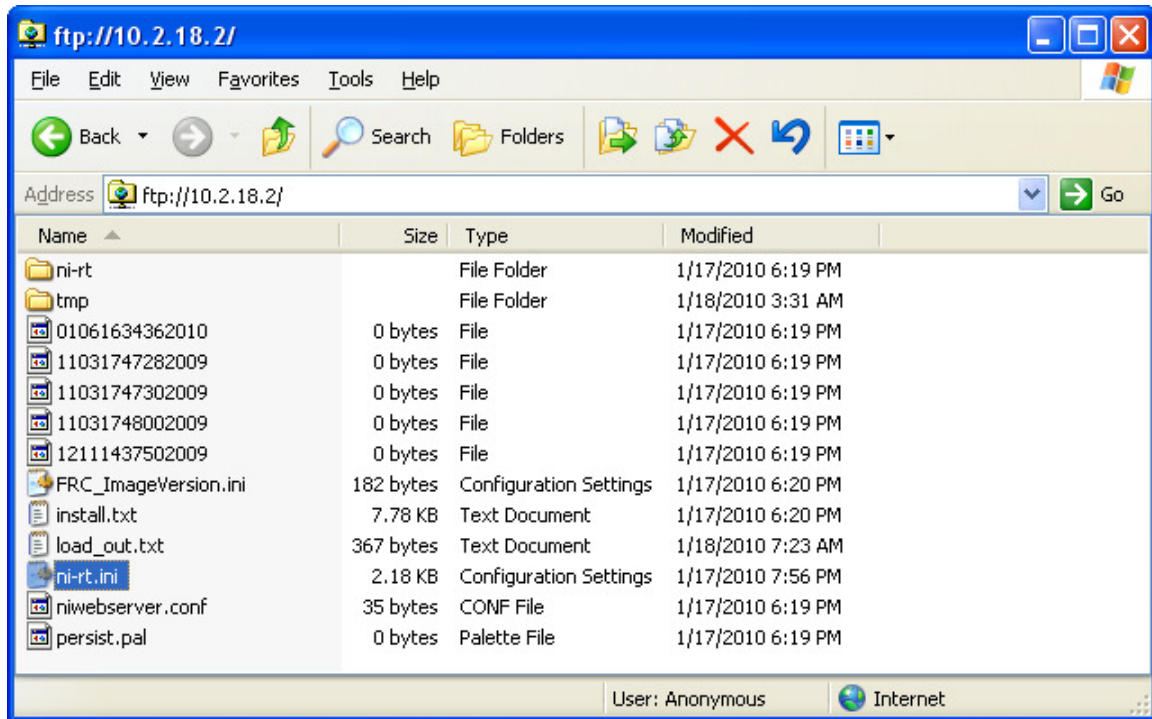 ftp://10.2.18.2/
File Edit View Favorites Tools Help
Back Search Folders
Address ftp://10.2.18.2/ Go
Name Size Type Modified
ni-rt File Folder 1/17/2010 6:19 PM
tmp File Folder 1/18/2010 3:31 AM
01061634362010 0 bytes File 1/17/2010 6:19 PM
11031747282009 0 bytes File 1/17/2010 6:19 PM
11031747302009 0 bytes File 1/17/2010 6:19 PM
11031748002009 0 bytes File 1/17/2010 6:19 PM
12111437502009 0 bytes File 1/17/2010 6:19 PM
FRC_ImageVersion.ini 182 bytes Configuration Settings 1/17/2010 6:20 PM
install.txt 7.78 KB Text Document 1/17/2010 6:20 PM
load_out.txt 367 bytes Text Document 1/18/2010 7:23 AM
ni-rt.ini 2.18 KB Configuration Settings 1/17/2010 7:56 PM
niwebserver.conf 35 bytes CONF File 1/17/2010 6:19 PM
persist.pal 0 bytes Palette File 1/17/2010 6:19 PM
User: Anonymous Internet